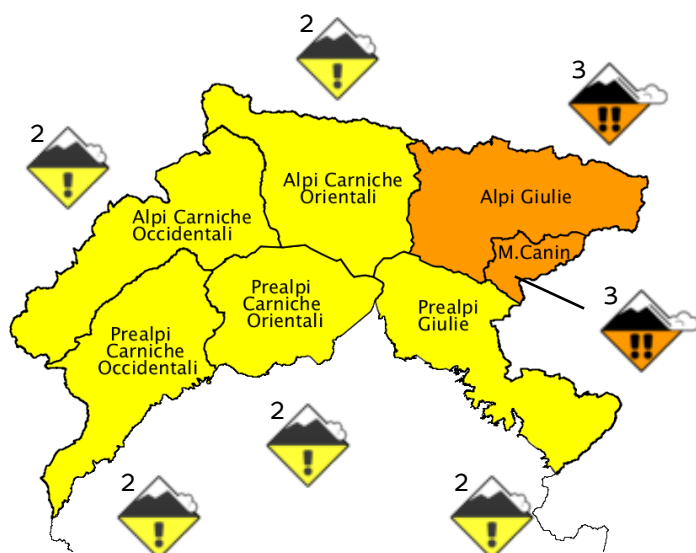 2
3
2
Alpi Carniche
Orientali
Alpi Giulie
Alpi Carniche
Occidentali
M.Canin
Prealpi
Carniche
Orientali
Prealpi
Giulie
3
Prealpi
Carniche
Occidentali
2
2
2